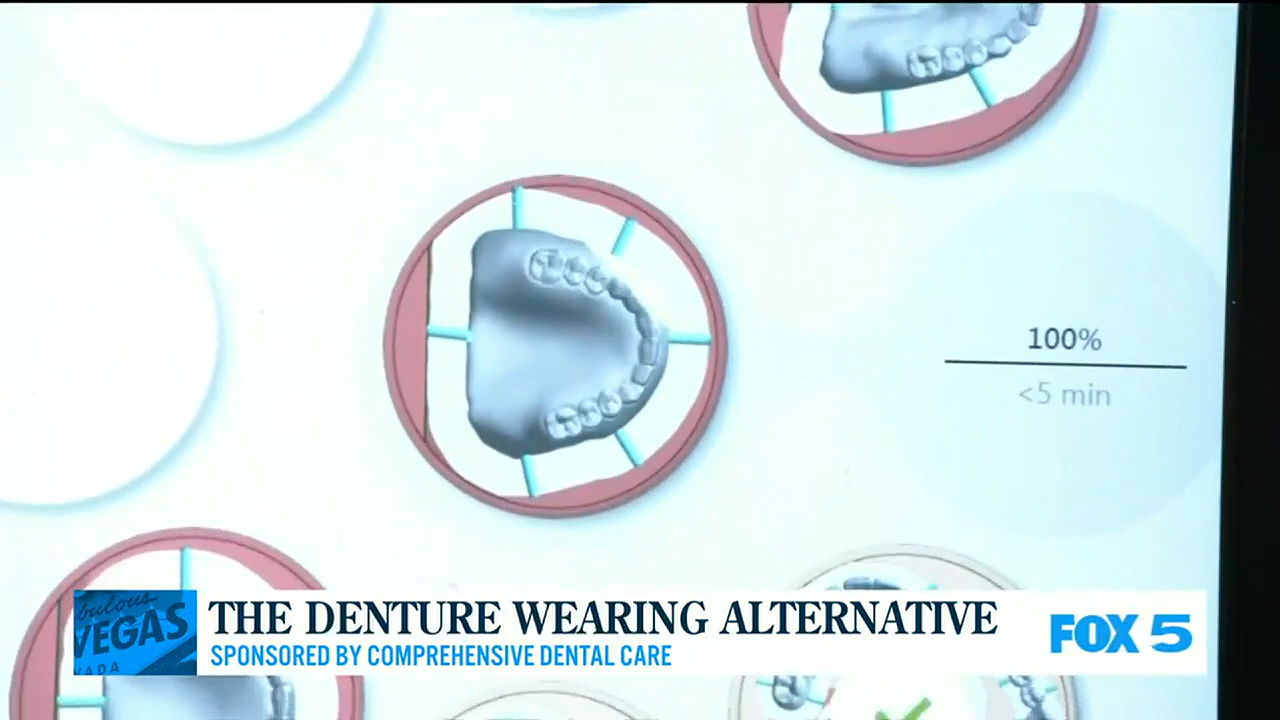 100%
<5 min
THE DENTURE WEARING ALTERNATIVE
SPONSORED BY COMPREHENSIVE DENTAL CARE
VEGAS
FOX 5